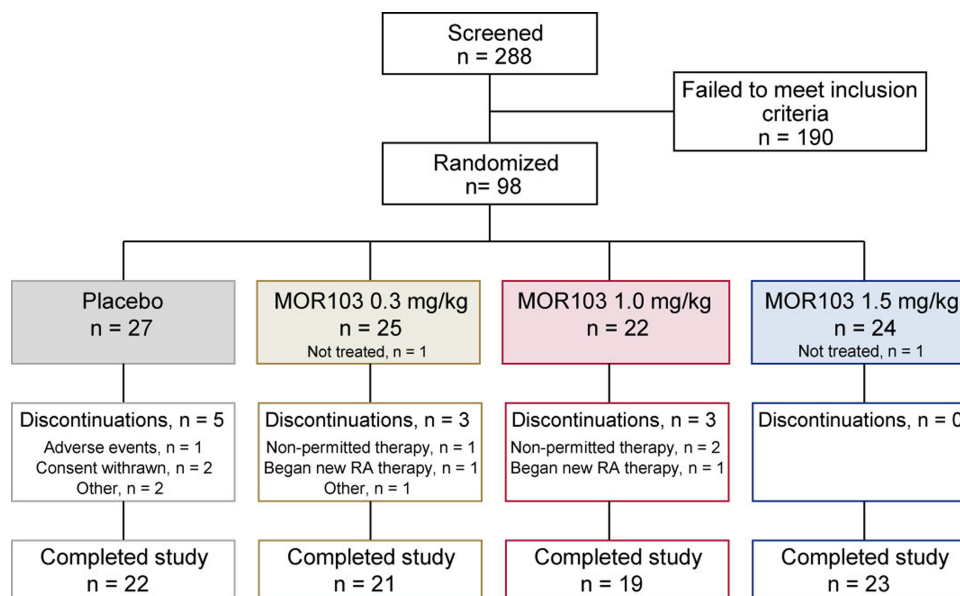 Screened
n = 288
Failed to meet inclusion
criteria
n = 190
Randomized
n= 98
Placebo
n = 27
MOR103 0.3 mg/kg
n = 25
Not treated, n = 1
MOR103 1.0 mg/kg
n = 22
MOR103 1.5 mg/kg
n = 24
Not treated, n = 1
Discontinuations, n = 5
Adverse events, n = 1
Consent withrawn, n = 2
Other, n = 2
Discontinuations, n = 3
Non-permitted therapy, n = 1
Began new RA therapy, n = 1
Other, n = 1
Discontinuations, n = 3
Non-permitted therapy, n = 2
Began new RA therapy, n = 1
Discontinuations, n = 0
Completed study
n = 22
Completed study
n = 21
Completed study
n = 19
Completed study
n = 23